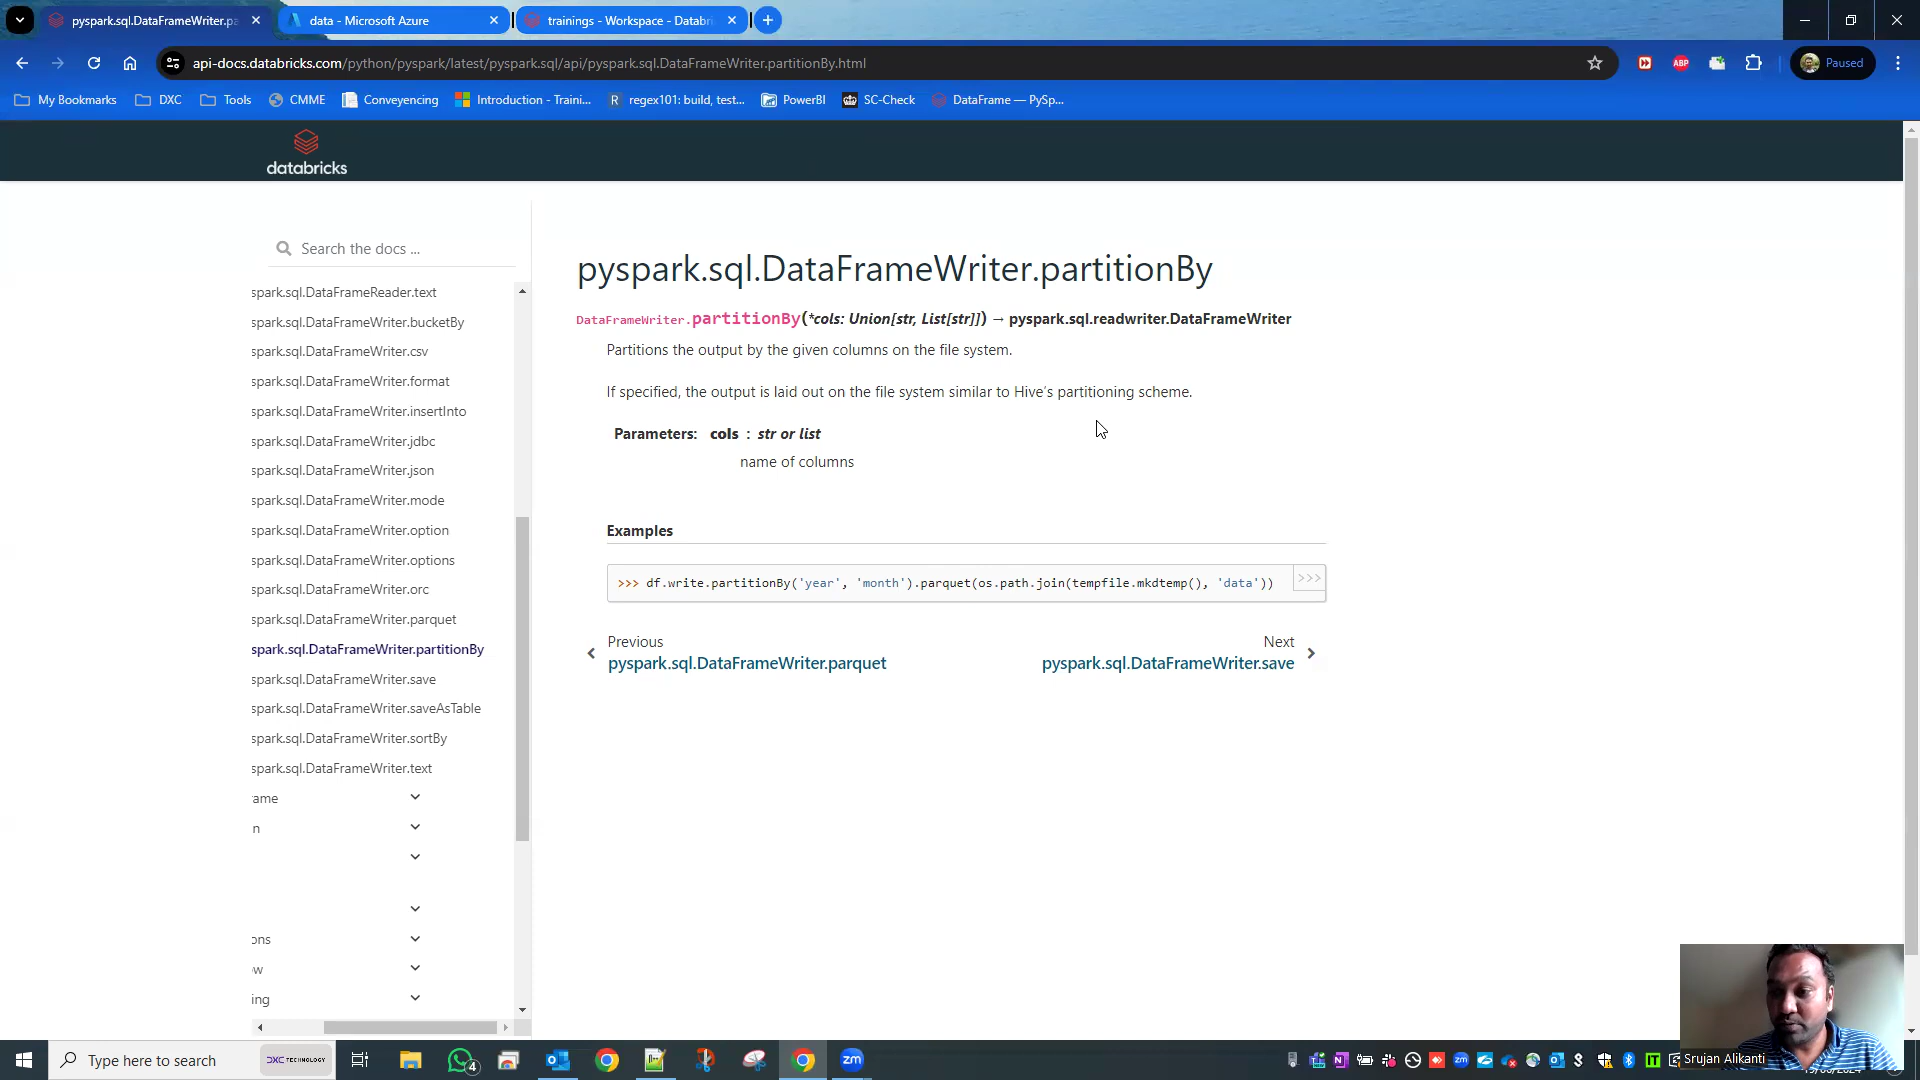 pyspark.sql.DataFrameWriter.pa
data - Microsoft Azure
trainings - Workspace - Databri
api-docs.databricks.com/python/pyspark/latest/pyspark.sql/api/pyspark.sql.DataFrameWriter.partitionBy.html
ABP
Paused
My Bookmarks
DXC
Tools
CMME
Conveyencing
Introduction - Traini...
R
regex101: build, test...
PowerBI
SC-Check
DataFrame — PySp...
databricks
Search the docs ...
spark.sql.DataFrameReader.text
spark.sql.DataFrameWriter.bucketBy
spark.sql.DataFrameWriter.csv
spark.sql.DataFrameWriter.format
spark.sql.DataFrameWriter.insertInto
spark.sql.DataFrameWriter.jdbc
spark.sql.DataFrameWriter.json
spark.sql.DataFrameWriter.mode
spark.sql.DataFrameWriter.option
spark.sql.DataFrameWriter.options
spark.sql.DataFrameWriter.orc
spark.sql.DataFrameWriter.parquet
spark.sql.DataFrameWriter.partitionBy
spark.sql.DataFrameWriter.save
spark.sql.DataFrameWriter.saveAsTable
spark.sql.DataFrameWriter.sortBy
spark.sql.DataFrameWriter.text
ame
n
ons
w
ing
pyspark.sql.DataFrameWriter.partitionBy
DataFrameWriter.partitionBy(*cols: Union[str, List[str]]) → pyspark.sql.readwriter.DataFrameWriter
Partitions the output by the given columns on the file system.
If specified, the output is laid out on the file system similar to Hive's partitioning scheme.
Parameters: cols : str or list
name of columns
Examples
>>> df.write.partitionBy('year', 'month').parquet(os.path.join(tempfile.mkdtemp(), 'data'))
>>>
Previous
pyspark.sql.DataFrameWriter.parquet
Next
pyspark.sql.DataFrameWriter.save
Type here to search
DXC TECHNOLOGY
4
zm
zm
Srujan Alikanti